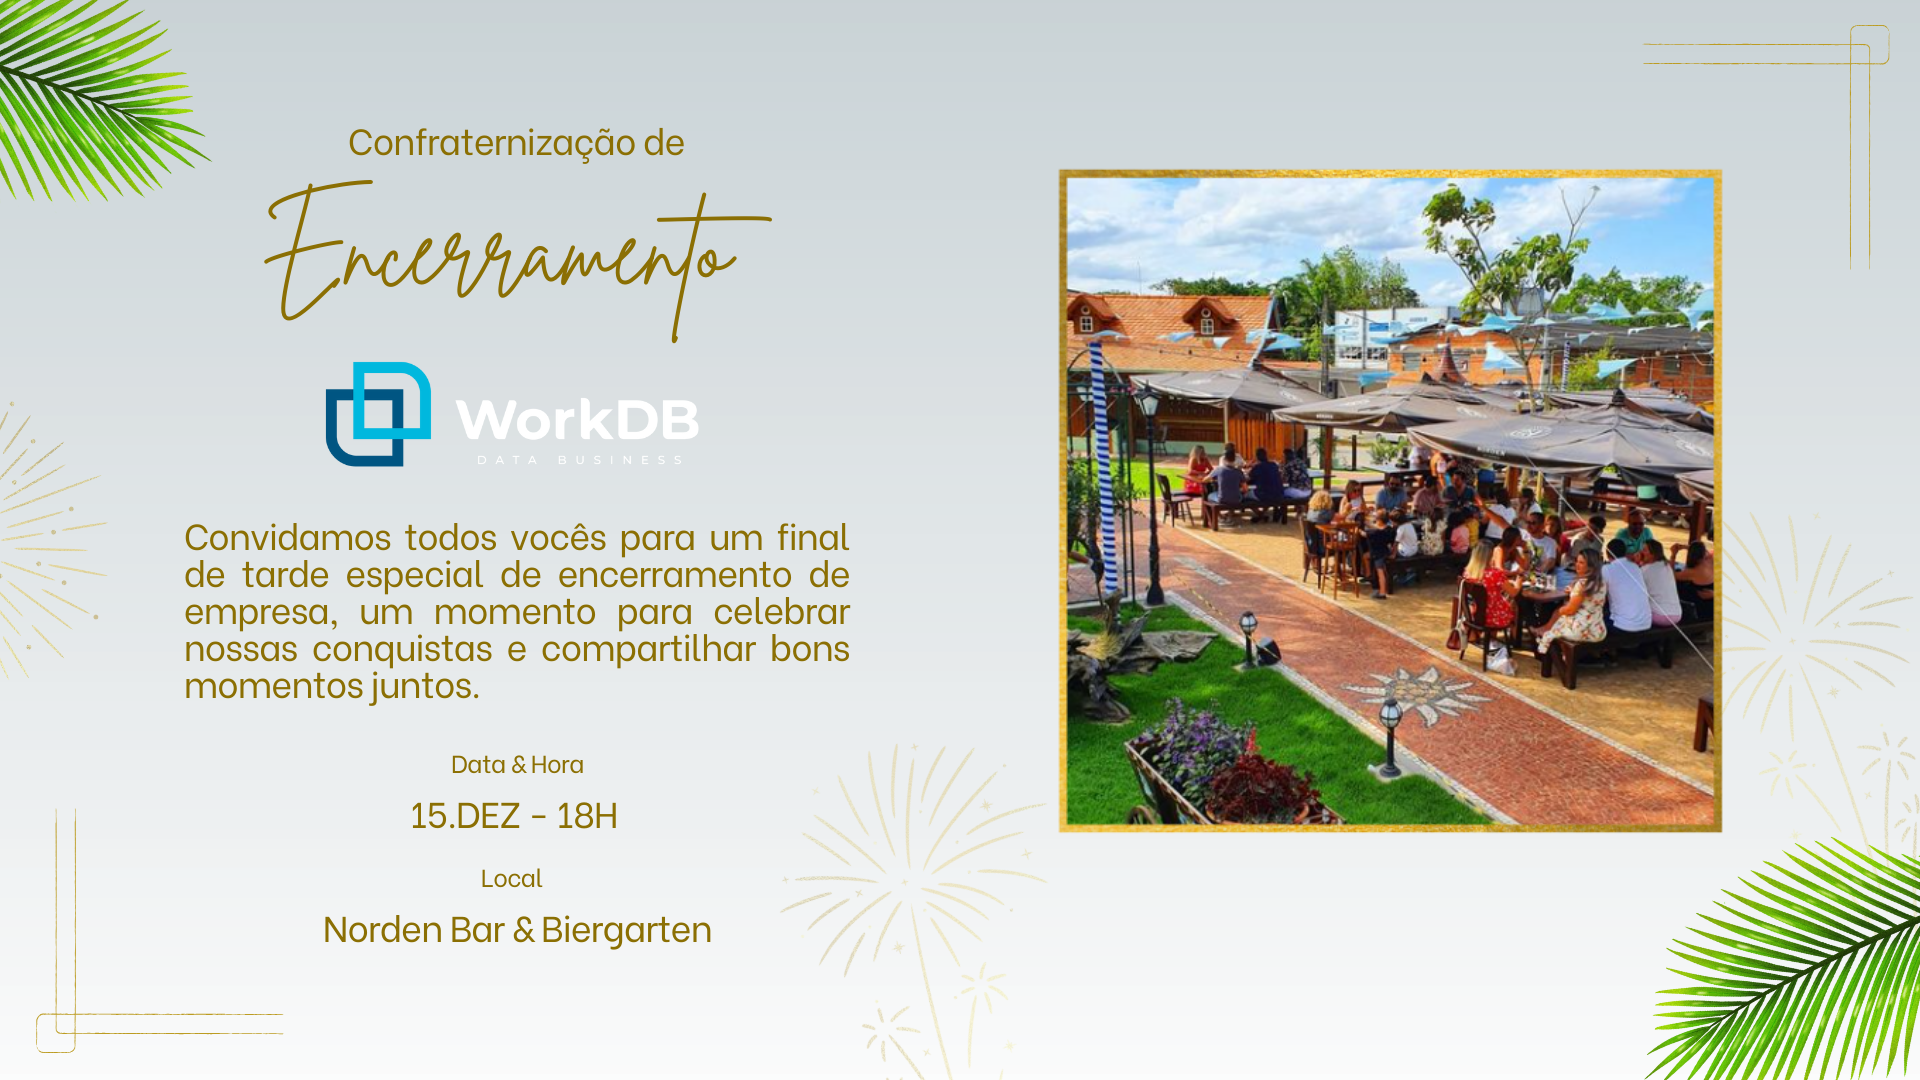 Confraternização de
Encerramento
WorkDB
DATA BUSINESS
Convidamos todos vocês para um final
de tarde especial de encerramento de
empresa, um momento para celebrar
nossas conquistas e compartilhar bons
momentos juntos.
Data & Hora
15.DEZ - 18H
Local
Norden Bar & Biergarten